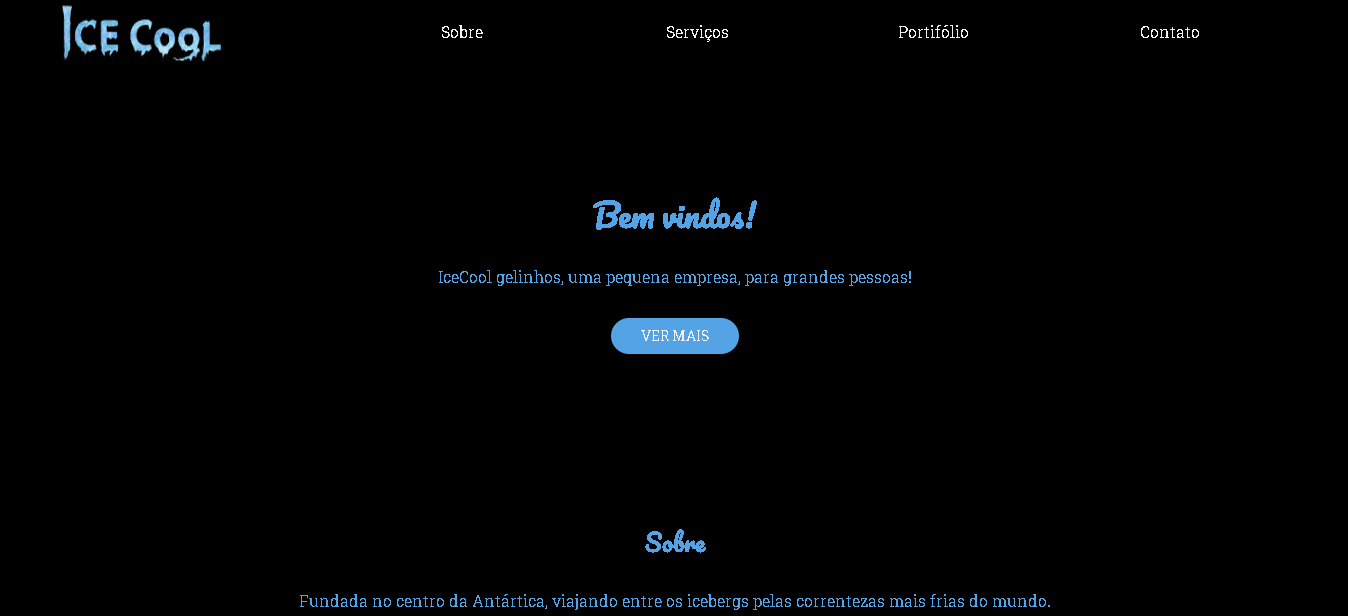 ICE COOL
Sobre
Serviços
Portifólio
Contato
Bem vindos!
IceCool gelinhos, uma pequena empresa, para grandes pessoas!
VER MAIS
Sobre
Fundada no centro da Antártica, viajando entre os icebergs pelas correntezas mais frias do mundo.